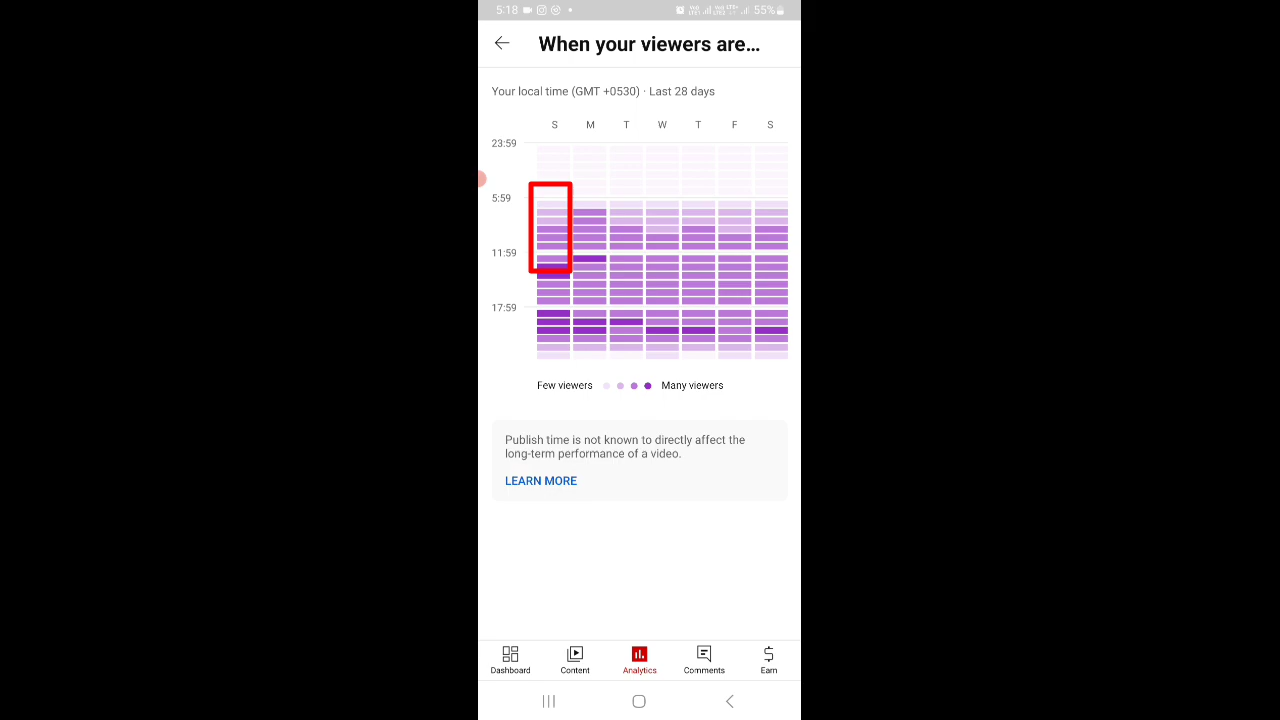 5:18 55%
When your viewers are…
Your local time (GMT +0530) · Last 28 days
S M T W T F S
23:59
5:59
11:59
17:59
Few viewers Many viewers
Publish time is not known to directly affect the
long-term performance of a video.
LEARN MORE
Dashboard Content Analytics Comments Earn